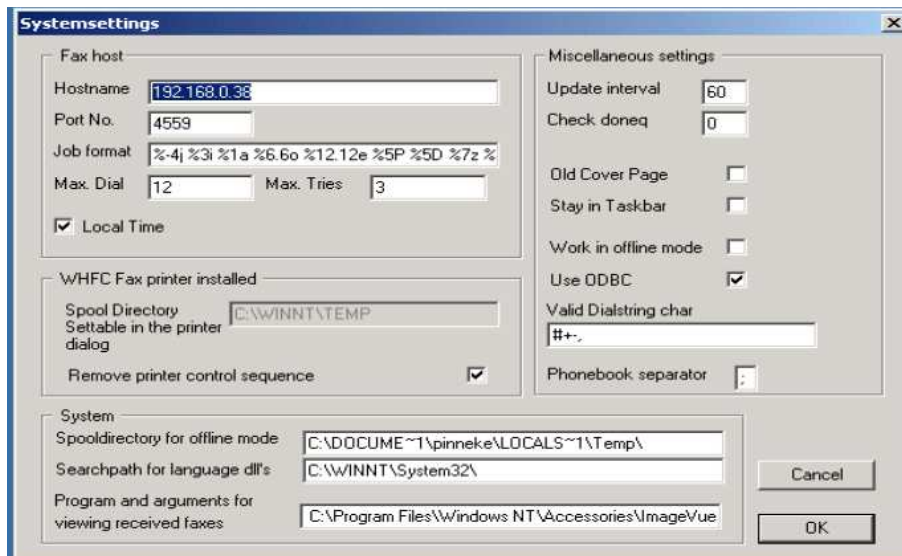 Systemsettings
Fax host
Hostname 192.168.0.38
Port No. 4559
Job format %-4j %3i %1a %6.6o %12.12e %5P %5D %7z %
Max. Dial 12 Max. Tries 3
Local Time
WHFC Fax printer installed
Spool Directory C:\WINNT\TEMP
Settable in the printer
dialog
Remove printer control sequence
Miscellaneous settings
Update interval 60
Check doneq 0
Old Cover Page
Stay in Taskbar
Work in offline mode
Use ODBC
Valid Dialstring char
#+-,
Phonebook separator ;
System
Spooldirectory for offline mode C:\DOCUME~1\pinneke\LOCALS~1\Temp\
Searchpath for language dll's C:\WINNT\System32\
Program and arguments for
viewing received faxes C:\Program Files\Windows NT\Accessories\ImageVue
Cancel
OK